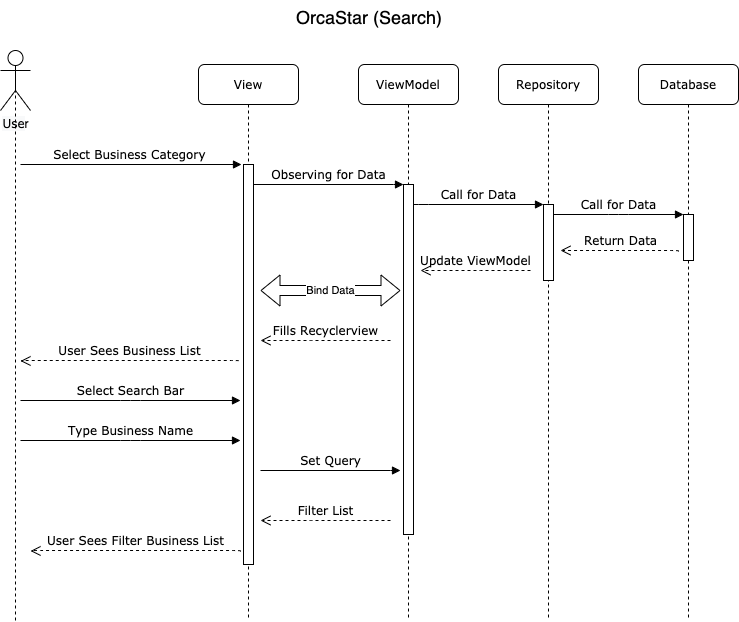 OrcaStar (Search)
View
ViewModel
Repository
Database
User
Select Business Category
Observing for Data
Call for Data
Call for Data
Return Data
Update ViewModel
Bind Data
Fills Recyclerview
User Sees Business List
Select Search Bar
Type Business Name
Set Query
Filter List
User Sees Filter Business List